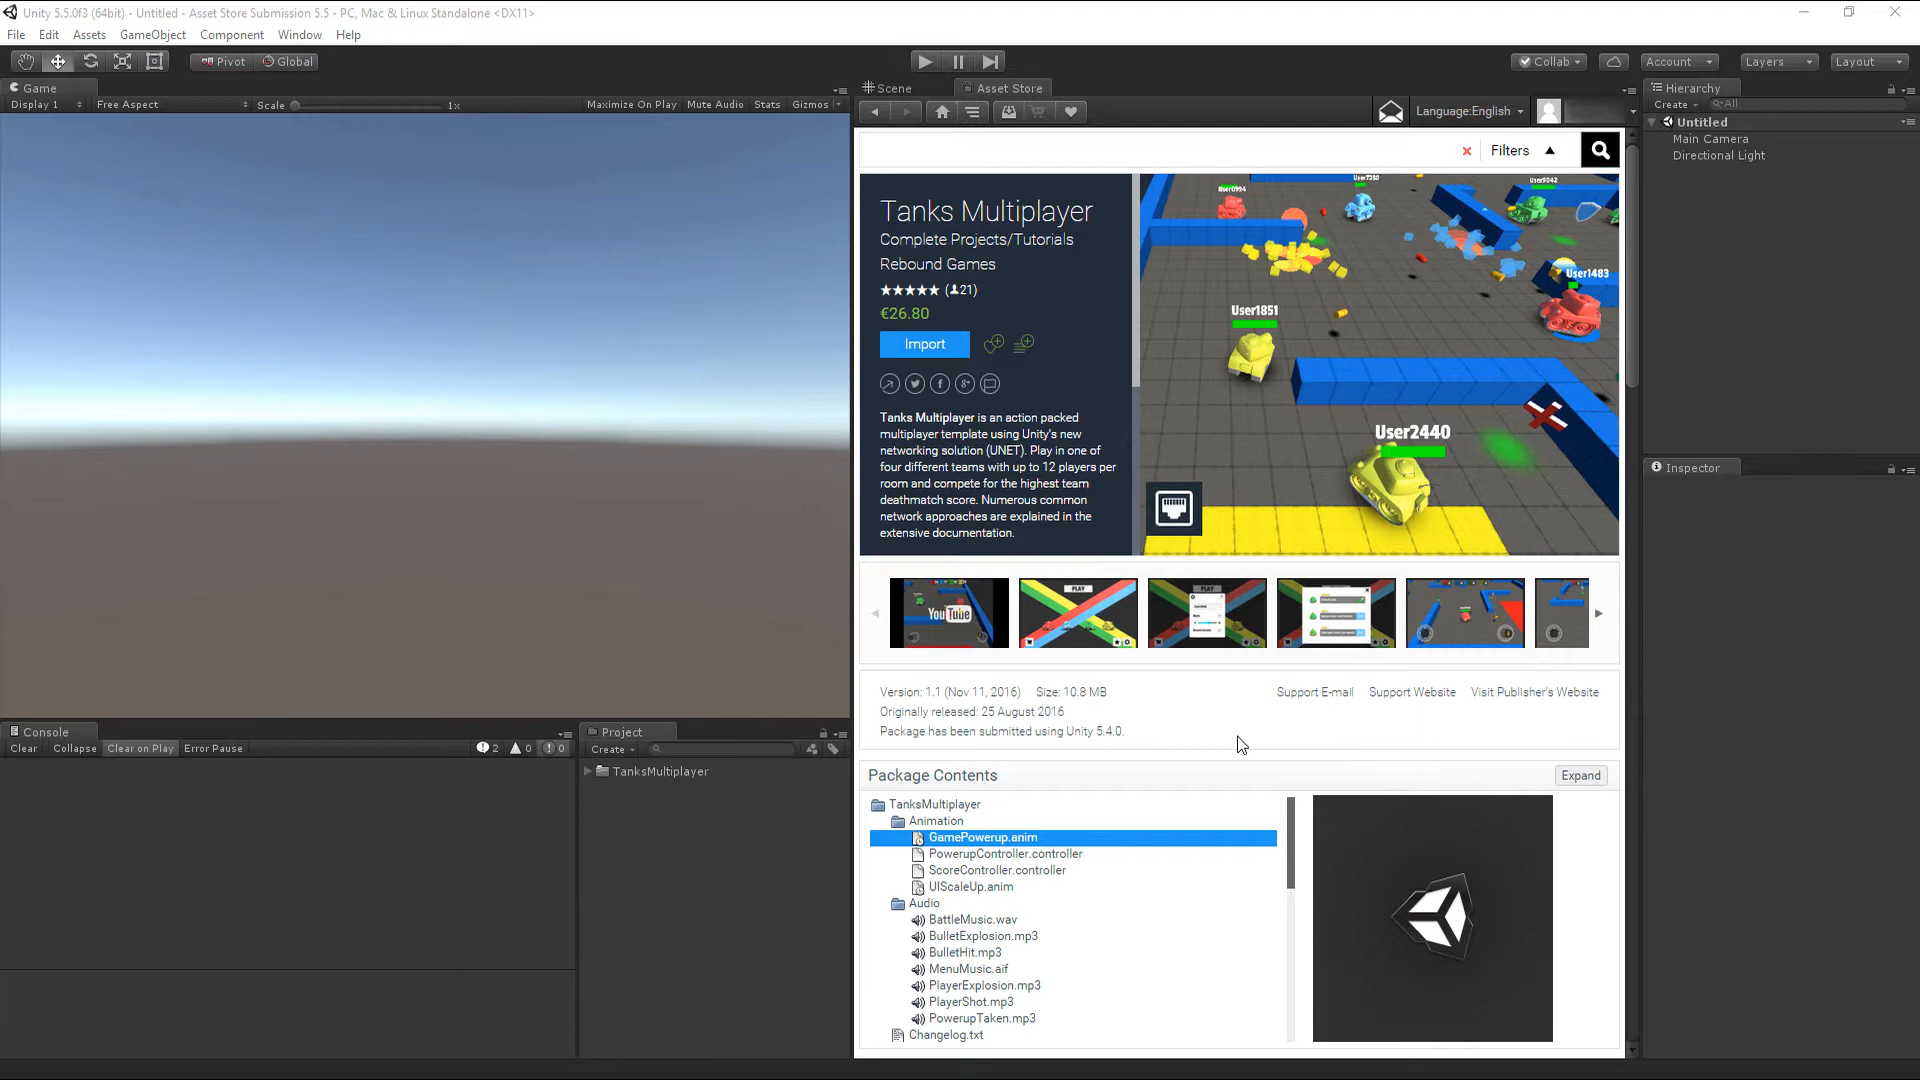 Unity 5.5.0f3 (64bit) - Untitled - Asset Store Submission 5.5 - PC, Mac & Linux Standalone <DX11>
File Edit Assets GameObject Component Window Help
Pivot Global Collab Account Layers Layout
Game
Display 1 Free Aspect Scale 1x Maximize On Play Mute Audio Stats Gizmos
Scene Asset Store
Language:English
Filters
Tanks Multiplayer
Complete Projects/Tutorials
Rebound Games
(21)
€26.80
Import
Tanks Multiplayer is an action packed
multiplayer template using Unity's new
networking solution (UNET). Play in one of
four different teams with up to 12 players per
room and compete for the highest team
deathmatch score. Numerous common
network approaches are explained in the
extensive documentation.
User9042
User1483
User1851
User2440
YouTube
PLAY
PLAY
Version: 1.1 (Nov 11, 2016) Size: 10.8 MB
Support E-mail Support Website Visit Publisher's Website
Originally released: 25 August 2016
Package has been submitted using Unity 5.4.0.
Package Contents
Expand
TanksMultiplayer
Animation
GamePowerup.anim
PowerupController.controller
ScoreController.controller
UIScaleUp.anim
Audio
BattleMusic.wav
BulletExplosion.mp3
BulletHit.mp3
MenuMusic.aif
PlayerExplosion.mp3
PlayerShot.mp3
PowerupTaken.mp3
Changelog.txt
Hierarchy
Create All
Untitled
Main Camera
Directional Light
Inspector
Console
Clear Collapse Clear on Play Error Pause 2 0 0
Project
Create
TanksMultiplayer